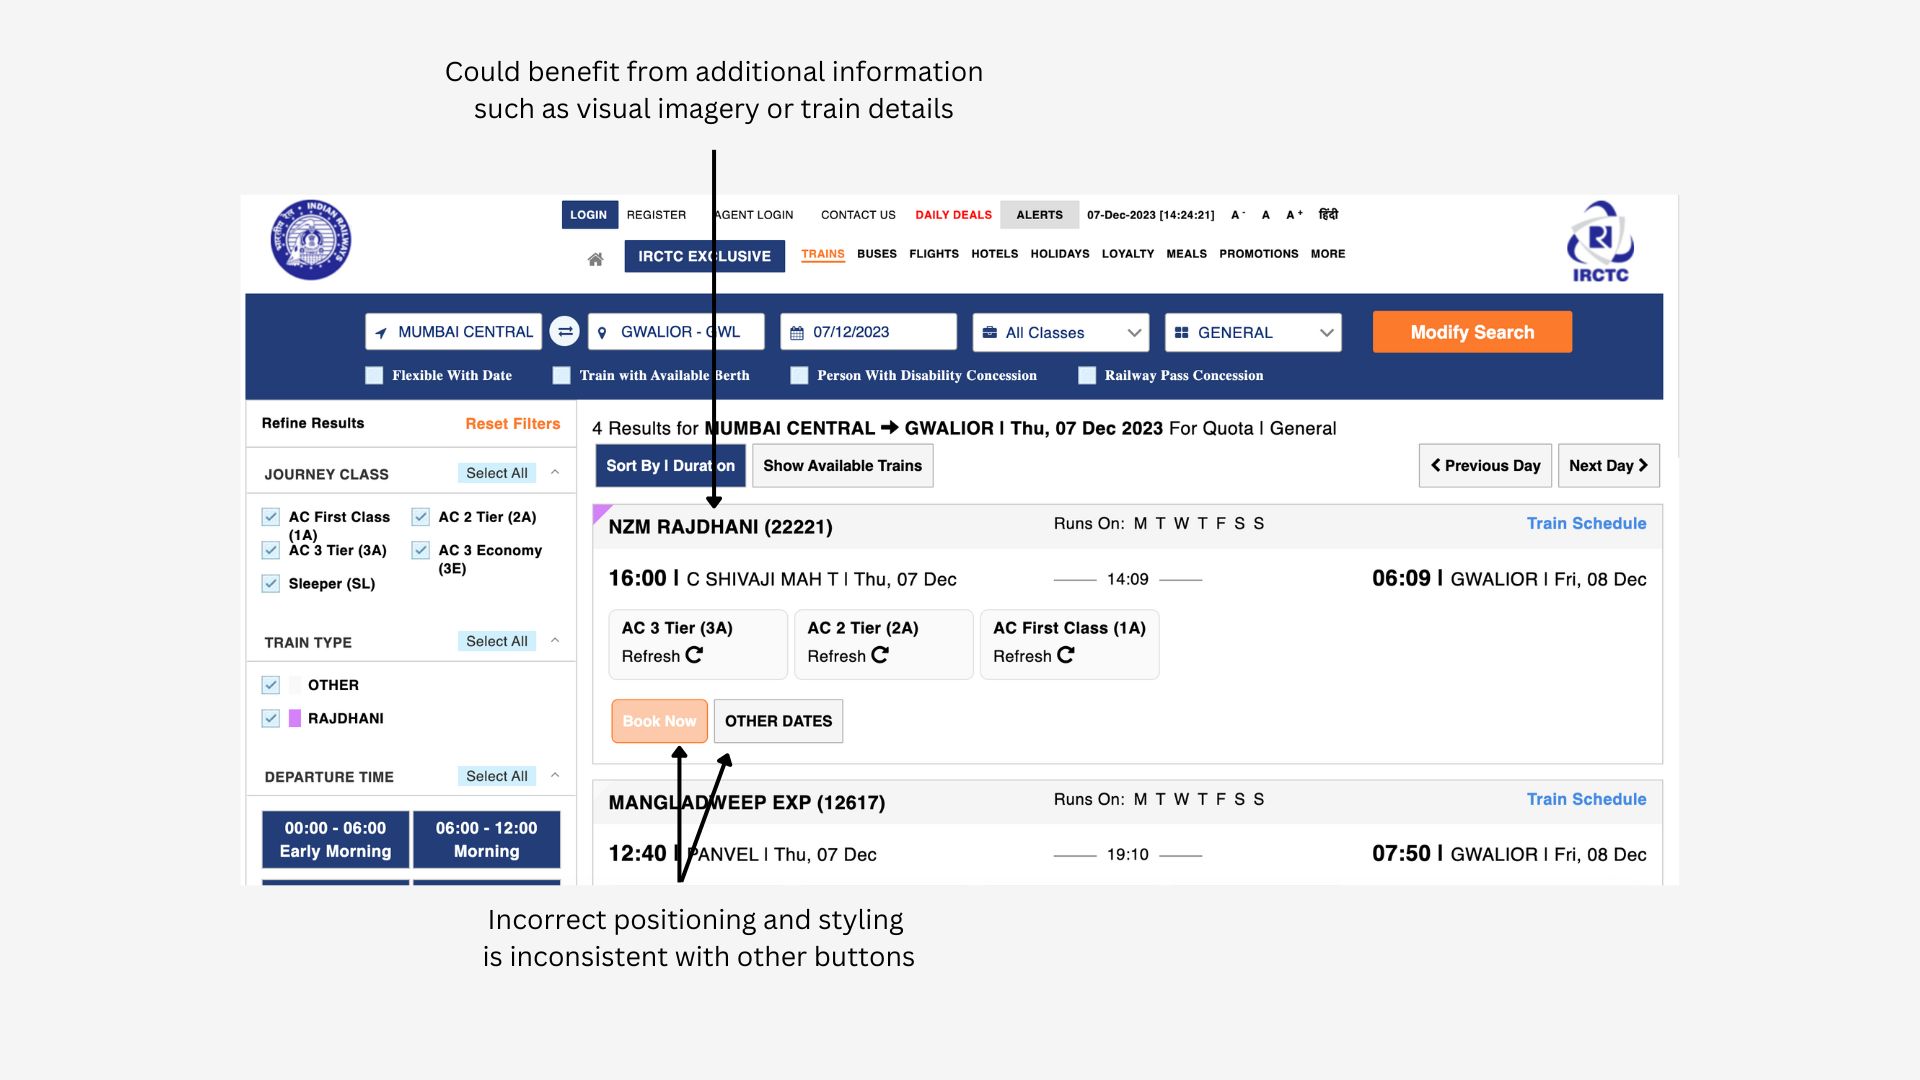 Could benefit from additional information
such as visual imagery or train details
INDIAN RAILWAYS
LOGIN REGISTER AGENT LOGIN CONTACT US DAILY DEALS ALERTS 07-Dec-2023 [14:24:21] A- A A+ हिंदी
IRCTC EXCLUSIVE TRAINS BUSES FLIGHTS HOTELS HOLIDAYS LOYALTY MEALS PROMOTIONS MORE
IRCTC
MUMBAI CENTRAL GWALIOR - GWL 07/12/2023 All Classes GENERAL Modify Search
Flexible With Date Train with Available Berth Person With Disability Concession Railway Pass Concession
Refine Results Reset Filters
JOURNEY CLASS Select All
AC First Class (1A) AC 2 Tier (2A)
AC 3 Tier (3A) AC 3 Economy (3E)
Sleeper (SL)
TRAIN TYPE Select All
OTHER
RAJDHANI
DEPARTURE TIME Select All
00:00 - 06:00 06:00 - 12:00
Early Morning Morning
4 Results for MUMBAI CENTRAL ➔ GWALIOR | Thu, 07 Dec 2023 For Quota | General
Sort By | Duration Show Available Trains Previous Day Next Day
NZM RAJDHANI (22221) Runs On: M T W T F S S Train Schedule
16:00 | C SHIVAJI MAH T | Thu, 07 Dec 14:09 06:09 | GWALIOR | Fri, 08 Dec
AC 3 Tier (3A) AC 2 Tier (2A) AC First Class (1A)
Refresh Refresh Refresh
Book Now OTHER DATES
MANGLADWEEP EXP (12617) Runs On: M T W T F S S Train Schedule
12:40 | PANVEL | Thu, 07 Dec 19:10 07:50 | GWALIOR | Fri, 08 Dec
Incorrect positioning and styling
is inconsistent with other buttons